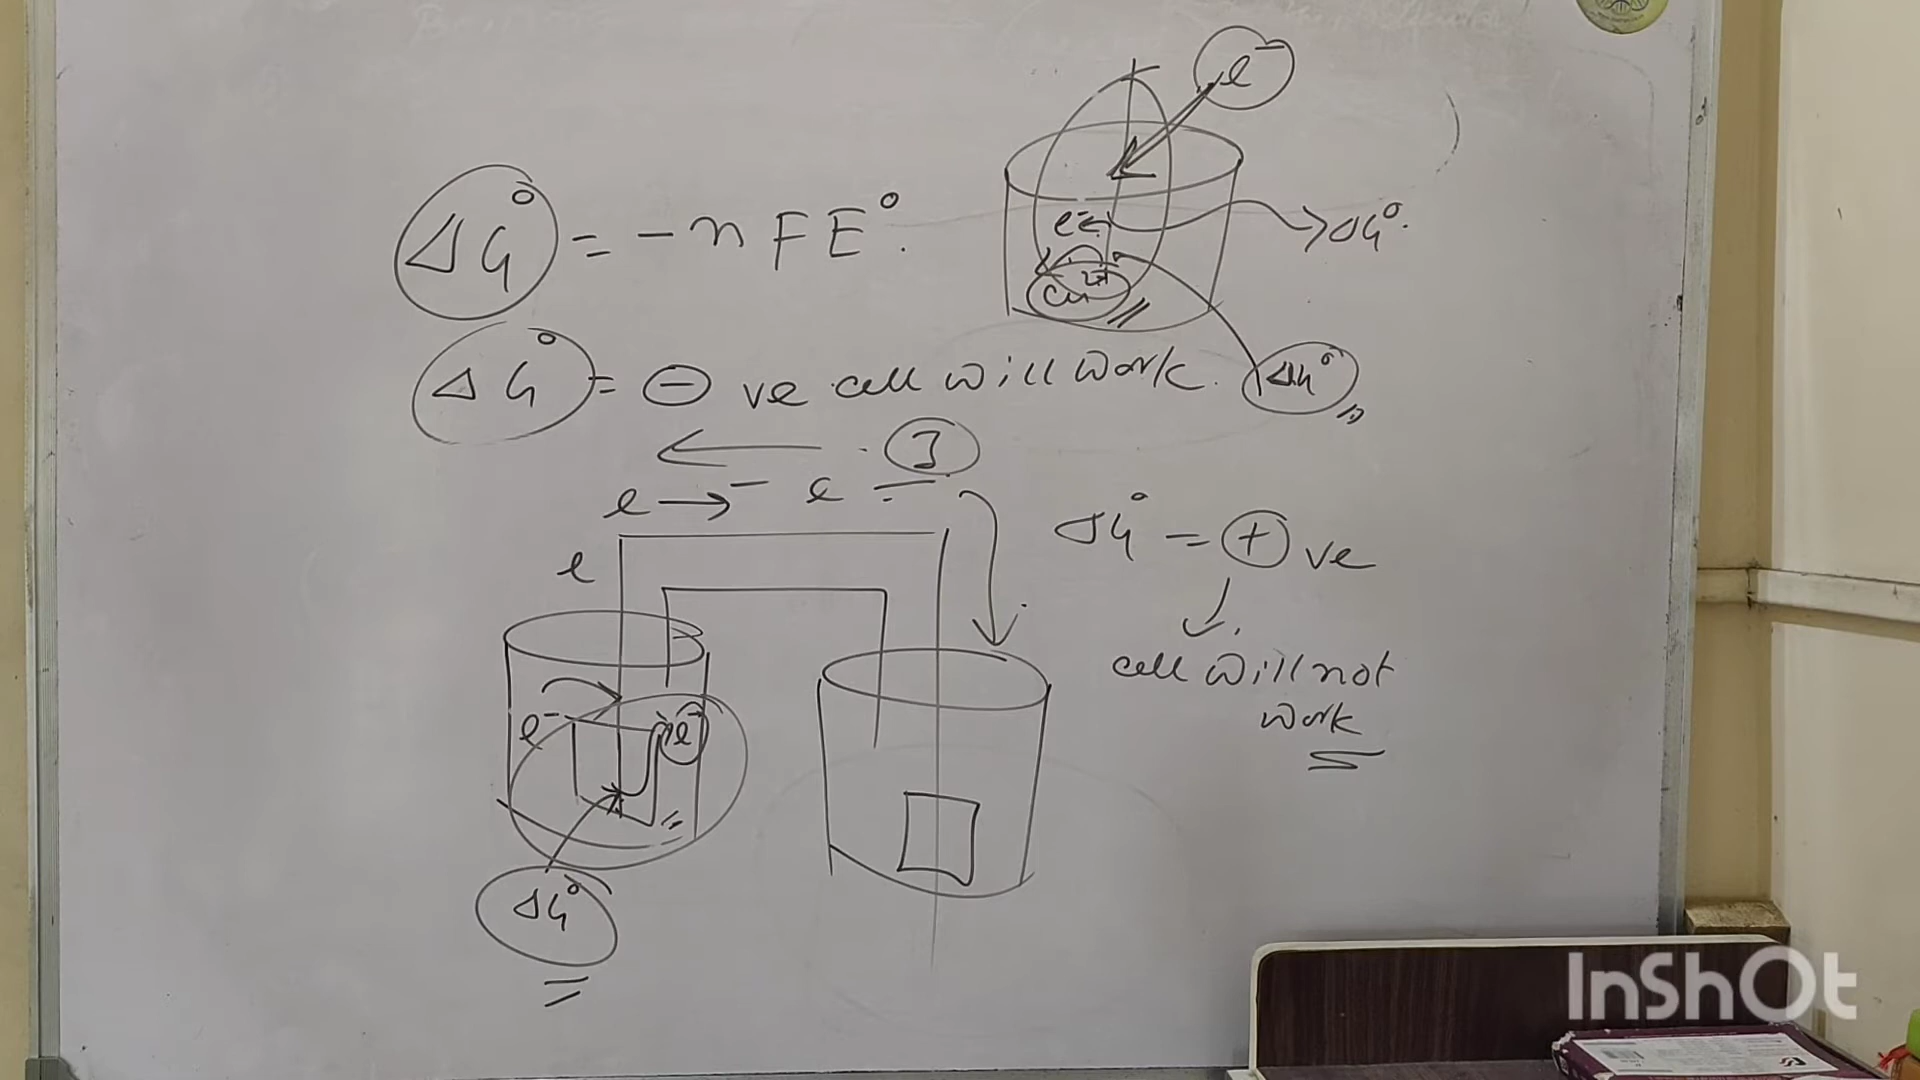 e⁻
ΔG° = -nFE°.
e⁻
→ΔG°.
Cu²⁺
ΔG° = ⊖ ve cell will work.
ΔG°
I
e → - e -
e
ΔG° = ⊕ ve
cell will not
work
e⁻
e⁻
ΔG°
InShOt